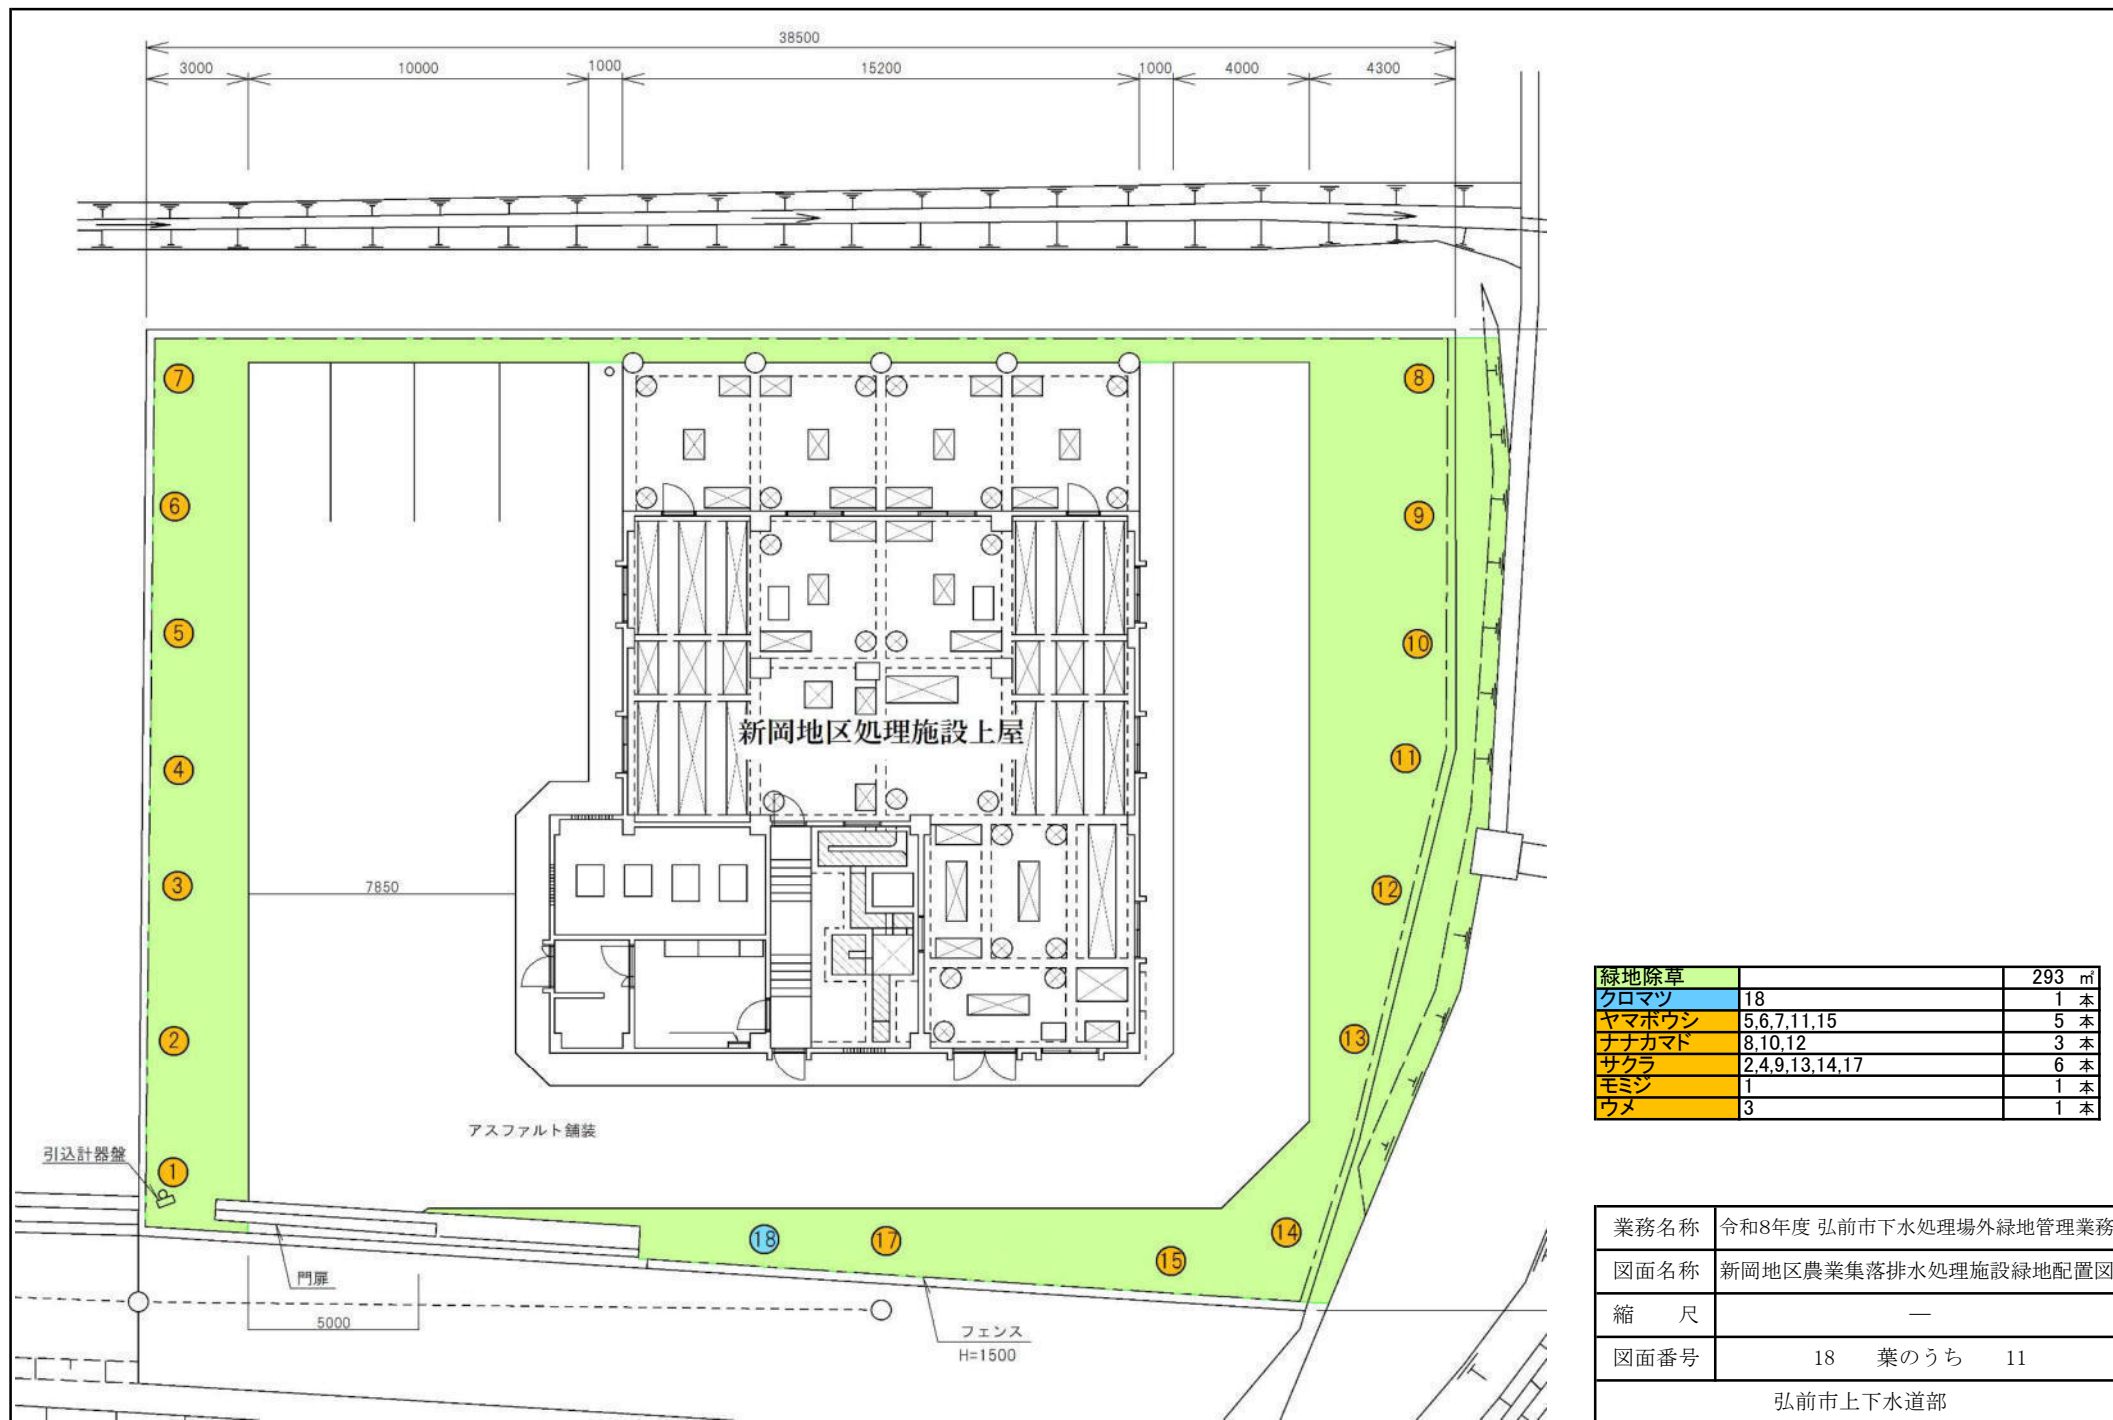 38500
3000 10000 1000 15200 1000 4000 4300
7 8
6 9
5 10
新岡地区処理施設上屋
4 11
3 7850 12
2 13
アスファルト舗装
引込計器盤
1
18 17 15 14
門扉
5000
フェンス
H=1500
緑地除草 293 ㎡
クロマツ 18 1 本
ヤマボウシ 5,6,7,11,15 5 本
ナナカマド 8,10,12 3 本
サクラ 2,4,9,13,14,17 6 本
モミジ 1 1 本
ウメ 3 1 本
業務名称 令和8年度 弘前市下水処理場外緑地管理業務
図面名称 新岡地区農業集落排水処理施設緑地配置図
縮 尺 ―
図面番号 18 葉のうち 11
弘前市上下水道部